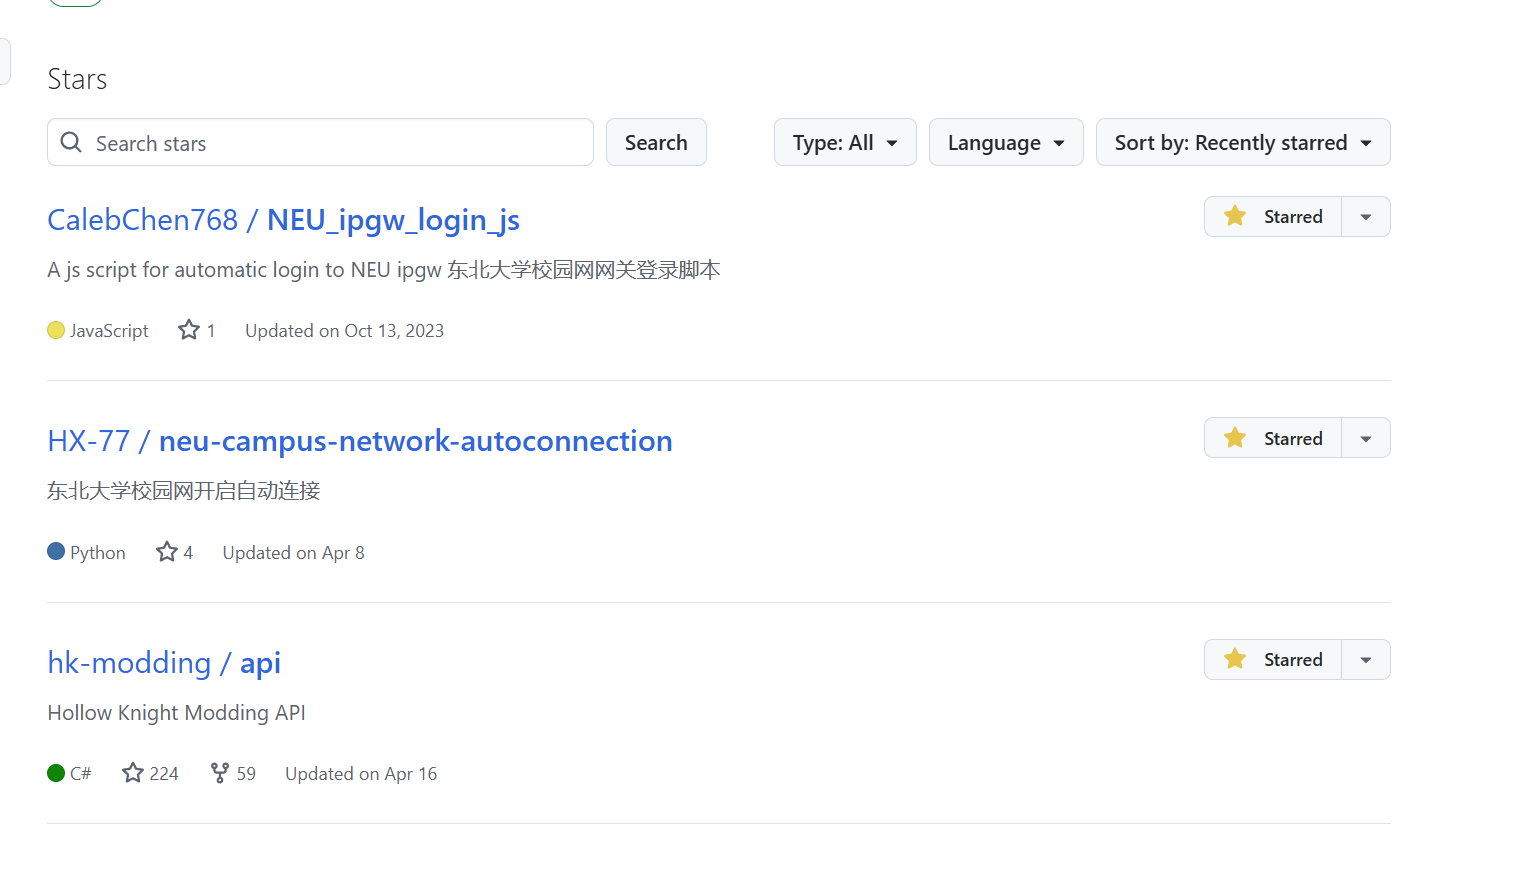 Stars
Search stars Search Type: All Language Sort by: Recently starred
CalebChen768 / NEU_ipgw_login_js Starred
A js script for automatic login to NEU ipgw 东北大学校园网网关登录脚本
JavaScript 1 Updated on Oct 13, 2023
HX-77 / neu-campus-network-autoconnection Starred
东北大学校园网开启自动连接
Python 4 Updated on Apr 8
hk-modding / api Starred
Hollow Knight Modding API
C# 224 59 Updated on Apr 16